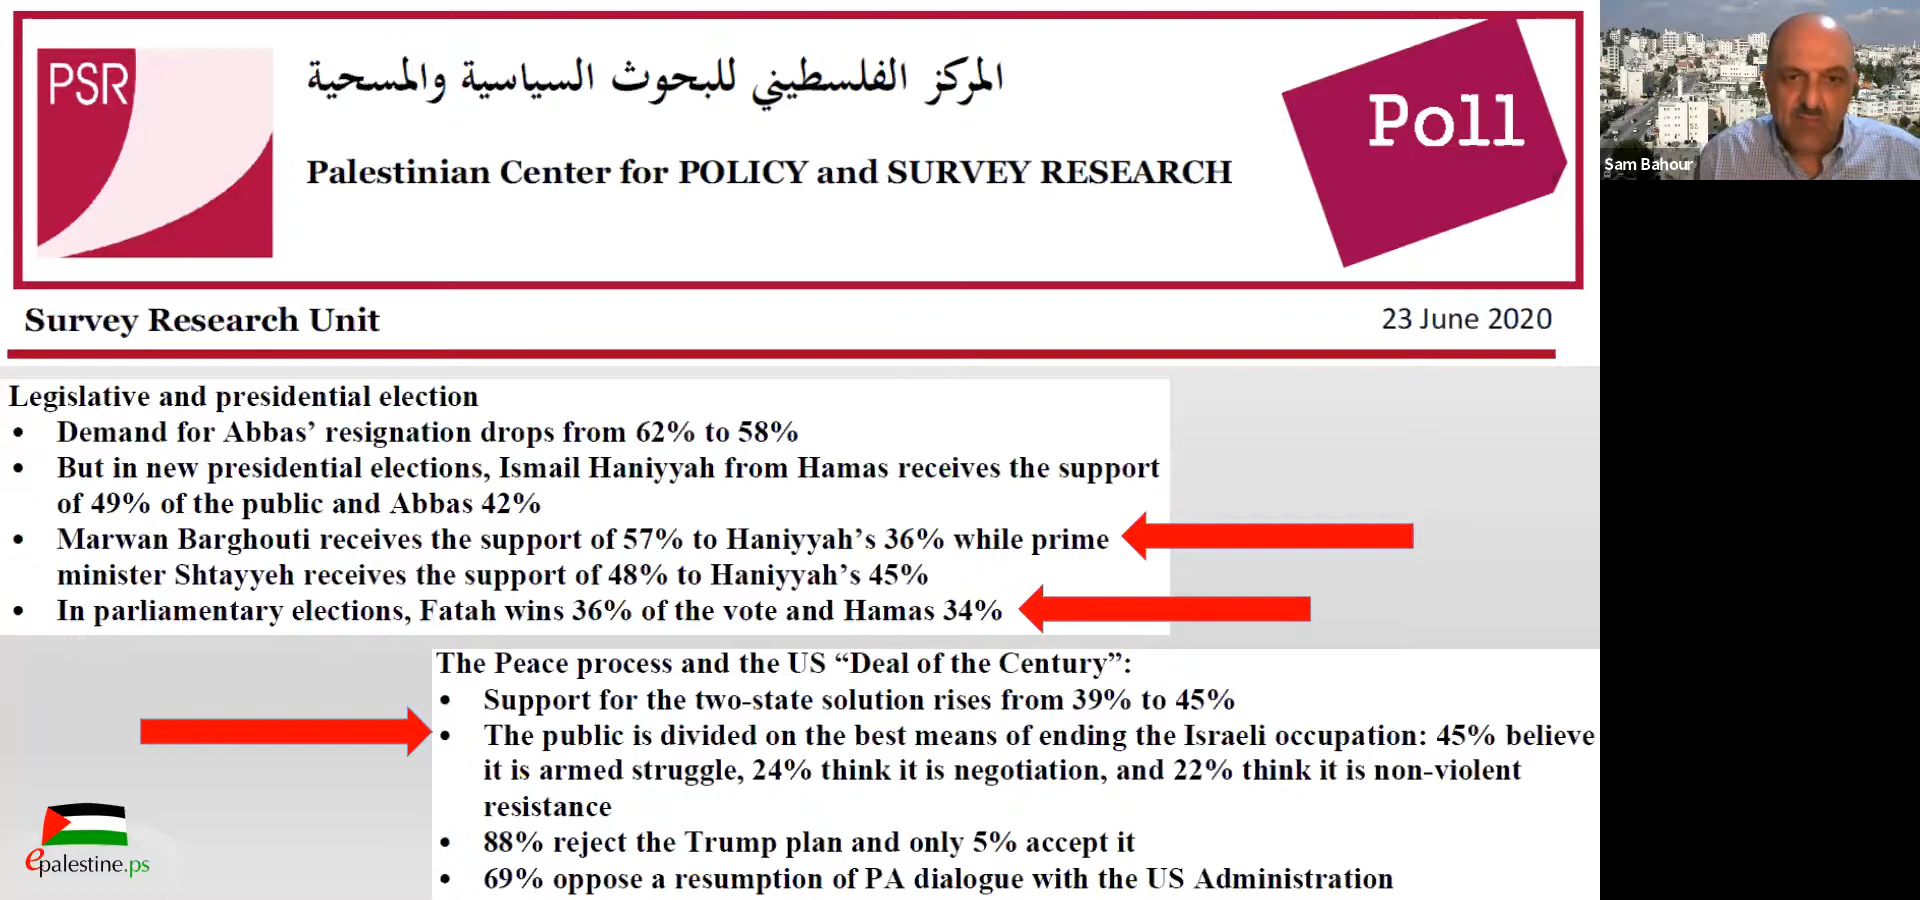 PSR
المركز الفلسطيني للبحوث السياسية والمسحية
Palestinian Center for POLICY and SURVEY RESEARCH
Poll
Sam Bahour
Survey Research Unit
23 June 2020
Legislative and presidential election
• Demand for Abbas’ resignation drops from 62% to 58%
• But in new presidential elections, Ismail Haniyyah from Hamas receives the support
of 49% of the public and Abbas 42%
• Marwan Barghouti receives the support of 57% to Haniyyah’s 36% while prime
minister Shtayyeh receives the support of 48% to Haniyyah’s 45%
• In parliamentary elections, Fatah wins 36% of the vote and Hamas 34%
The Peace process and the US “Deal of the Century”:
• Support for the two-state solution rises from 39% to 45%
• The public is divided on the best means of ending the Israeli occupation: 45% believe
it is armed struggle, 24% think it is negotiation, and 22% think it is non-violent
resistance
• 88% reject the Trump plan and only 5% accept it
• 69% oppose a resumption of PA dialogue with the US Administration
epalestine.ps